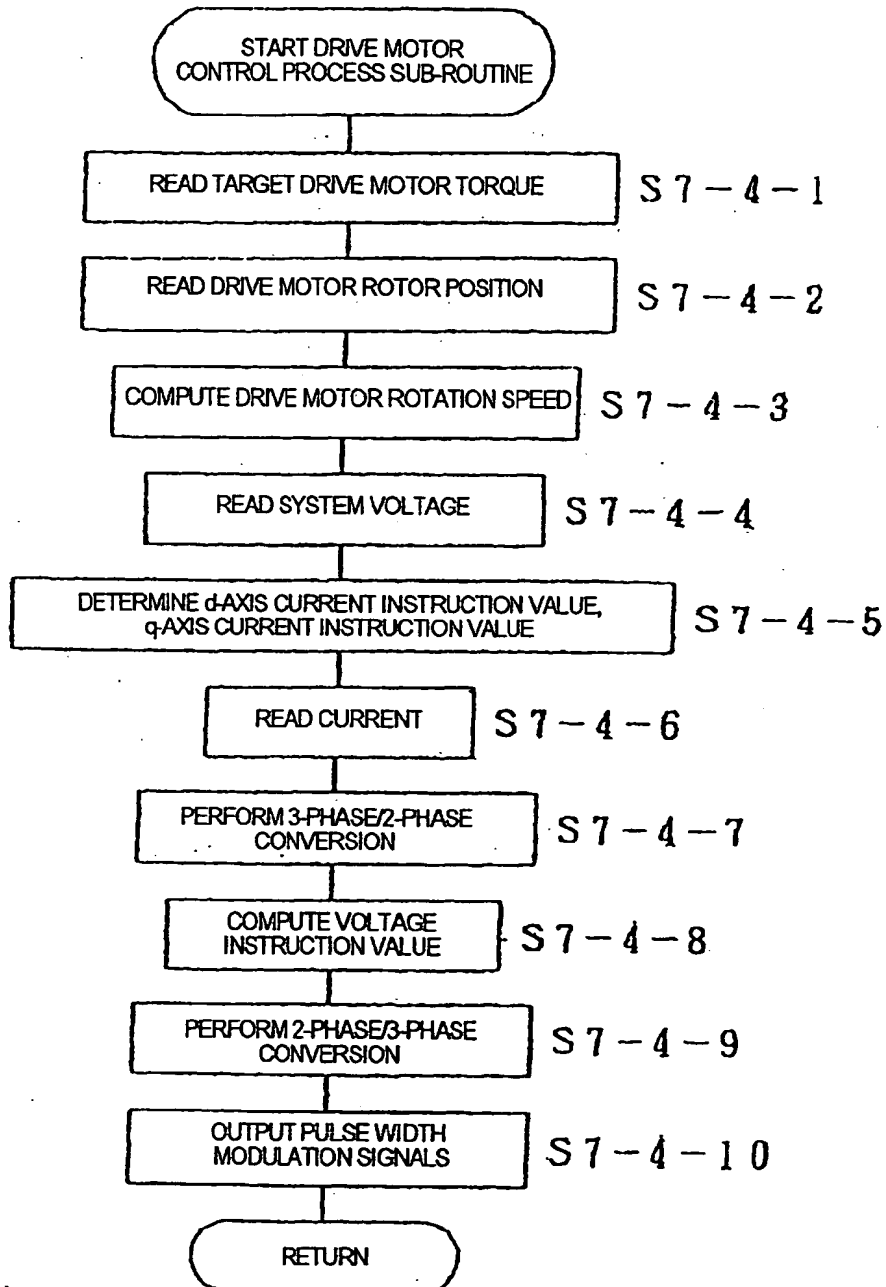 START DRIVE MOTOR
CONTROL PROCESS SUB-ROUTINE
READ TARGET DRIVE MOTOR TORQUE
S7-4-1
READ DRIVE MOTOR ROTOR POSITION
S7-4-2
COMPUTE DRIVE MOTOR ROTATION SPEED
S7-4-3
READ SYSTEM VOLTAGE
S7-4-4
DETERMINE d-AXIS CURRENT INSTRUCTION VALUE,
q-AXIS CURRENT INSTRUCTION VALUE
S7-4-5
READ CURRENT
S7-4-6
PERFORM 3-PHASE/2-PHASE
CONVERSION
S7-4-7
COMPUTE VOLTAGE
INSTRUCTION VALUE
S7-4-8
PERFORM 2-PHASE/3-PHASE
CONVERSION
S7-4-9
OUTPUT PULSE WIDTH
MODULATION SIGNALS
S7-4-10
RETURN